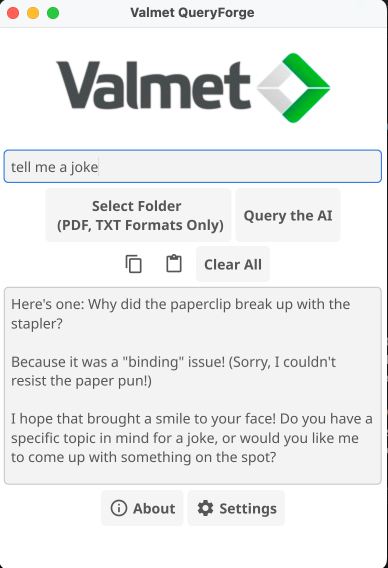 Valmet QueryForge
Valmet
tell me a joke
Select Folder
(PDF, TXT Formats Only)
Query the AI
Clear All
Here's one: Why did the paperclip break up with the
stapler?
Because it was a "binding" issue! (Sorry, I couldn't
resist the paper pun!)
I hope that brought a smile to your face! Do you have a
specific topic in mind for a joke, or would you like me
to come up with something on the spot?
About
Settings